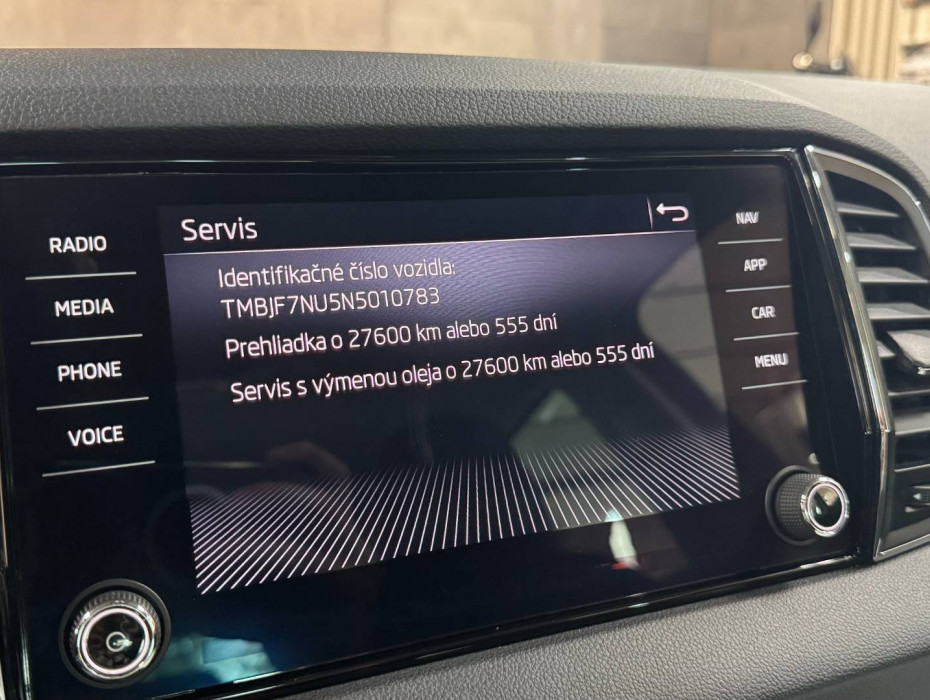 Servis
Identifikačné číslo vozidla:
TMBJF7NU5N5010783
Prehliadka o 27600 km alebo 555 dní
Servis s výmenou oleja o 27600 km alebo 555 dní
RADIO
MEDIA
PHONE
VOICE
NAV
APP
CAR
MENU